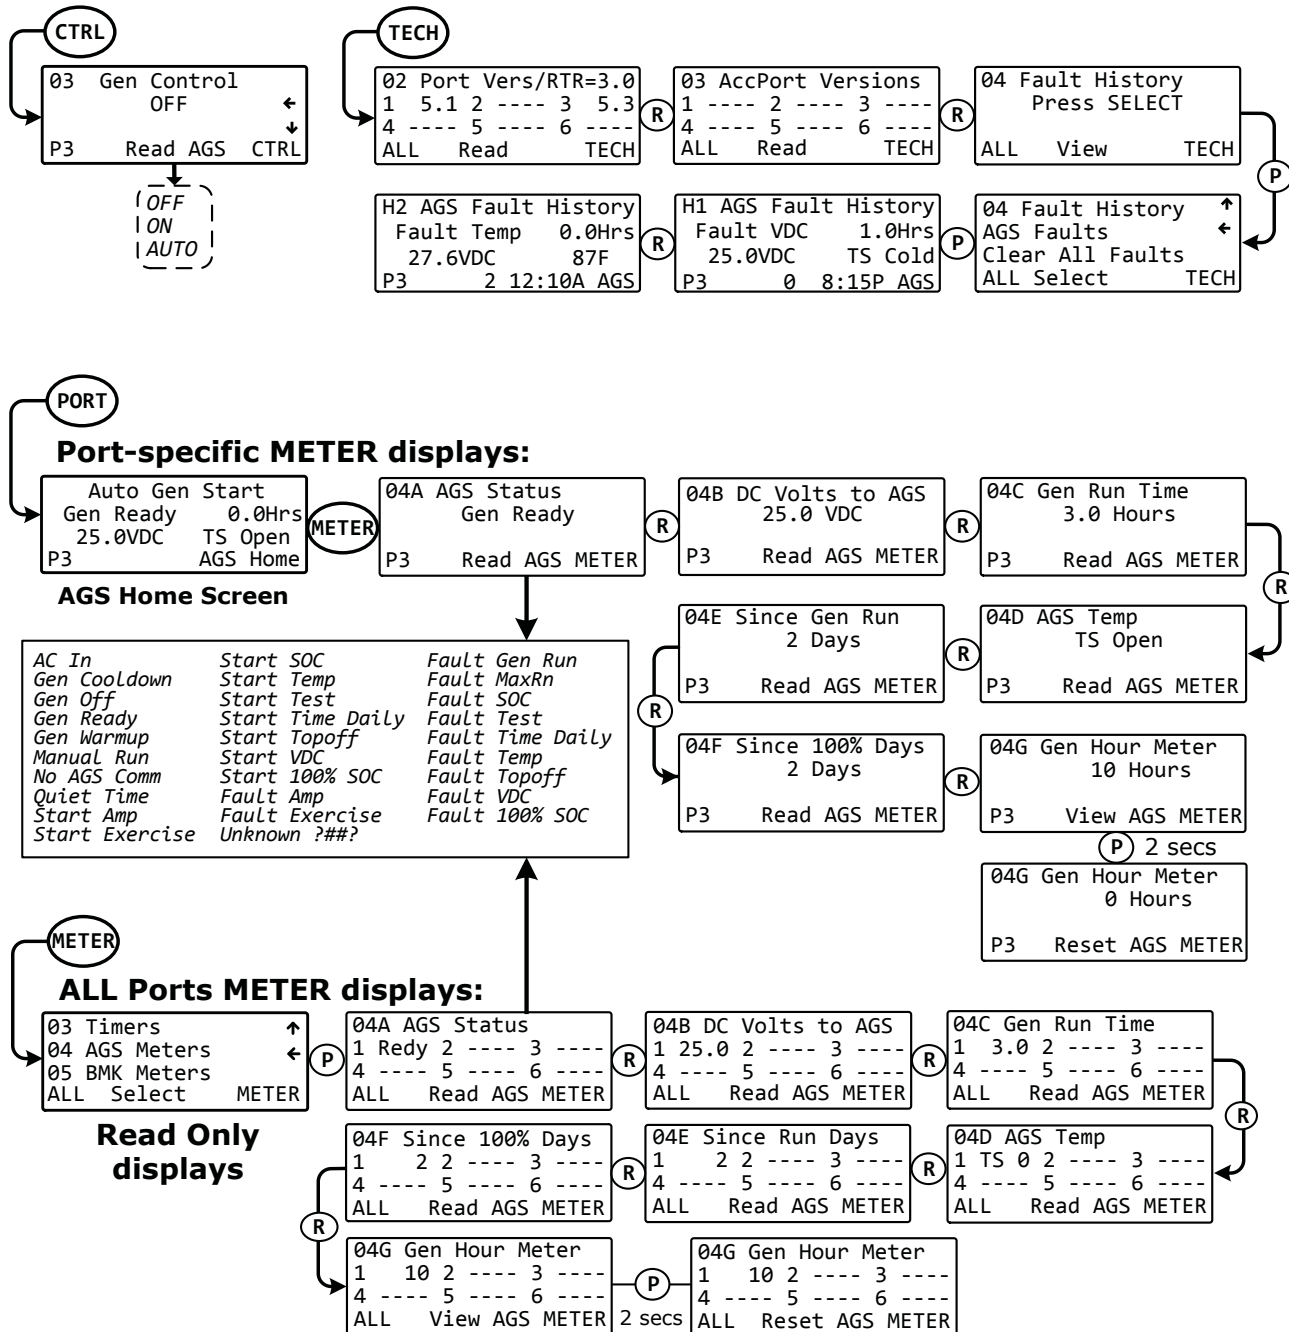 CTRL
03 Gen Control
OFF ←
↓
P3 Read AGS CTRL
OFF
ON
AUTO
TECH
02 Port Vers/RTR=3.0
1 5.1 2 ---- 3 5.3
4 ---- 5 ---- 6 ----
ALL Read TECH
R
03 AccPort Versions
1 ---- 2 ---- 3 ----
4 ---- 5 ---- 6 ----
ALL Read TECH
R
04 Fault History
Press SELECT
ALL View TECH
P
04 Fault History ↑
AGS Faults ←
Clear All Faults
ALL Select TECH
P
H1 AGS Fault History
Fault VDC 1.0Hrs
25.0VDC TS Cold
P3 0 8:15P AGS
R
H2 AGS Fault History
Fault Temp 0.0Hrs
27.6VDC 87F
P3 2 12:10A AGS
PORT
Port-specific METER displays:
Auto Gen Start
Gen Ready 0.0Hrs
25.0VDC TS Open
P3 AGS Home
AGS Home Screen
METER
04A AGS Status
Gen Ready
P3 Read AGS METER
R
04B DC Volts to AGS
25.0 VDC
P3 Read AGS METER
R
04C Gen Run Time
3.0 Hours
P3 Read AGS METER
R
04D AGS Temp
TS Open
P3 Read AGS METER
R
04E Since Gen Run
2 Days
P3 Read AGS METER
R
04F Since 100% Days
2 Days
P3 Read AGS METER
R
04G Gen Hour Meter
10 Hours
P3 View AGS METER
P 2 secs
04G Gen Hour Meter
0 Hours
P3 Reset AGS METER
AC In Start SOC Fault Gen Run
Gen Cooldown Start Temp Fault MaxRn
Gen Off Start Test Fault SOC
Gen Ready Start Time Daily Fault Test
Gen Warmup Start Topoff Fault Time Daily
Manual Run Start VDC Fault Temp
No AGS Comm Start 100% SOC Fault Topoff
Quiet Time Fault Amp Fault VDC
Start Amp Fault Exercise Fault 100% SOC
Start Exercise Unknown ?##?
METER
ALL Ports METER displays:
03 Timers ↑
04 AGS Meters ←
05 BMK Meters
ALL Select METER
Read Only
displays
P
04A AGS Status
1 Redy 2 ---- 3 ----
4 ---- 5 ---- 6 ----
ALL Read AGS METER
R
04B DC Volts to AGS
1 25.0 2 ---- 3 ----
4 ---- 5 ---- 6 ----
ALL Read AGS METER
R
04C Gen Run Time
1 3.0 2 ---- 3 ----
4 ---- 5 ---- 6 ----
ALL Read AGS METER
R
04D AGS Temp
1 TS 0 2 ---- 3 ----
4 ---- 5 ---- 6 ----
ALL Read AGS METER
R
04E Since Run Days
1 2 2 ---- 3 ----
4 ---- 5 ---- 6 ----
ALL Read AGS METER
R
04F Since 100% Days
1 2 2 ---- 3 ----
4 ---- 5 ---- 6 ----
ALL Read AGS METER
R
04G Gen Hour Meter
1 10 2 ---- 3 ----
4 ---- 5 ---- 6 ----
ALL View AGS METER
P
2 secs
04G Gen Hour Meter
1 10 2 ---- 3 ----
4 ---- 5 ---- 6 ----
ALL Reset AGS METER